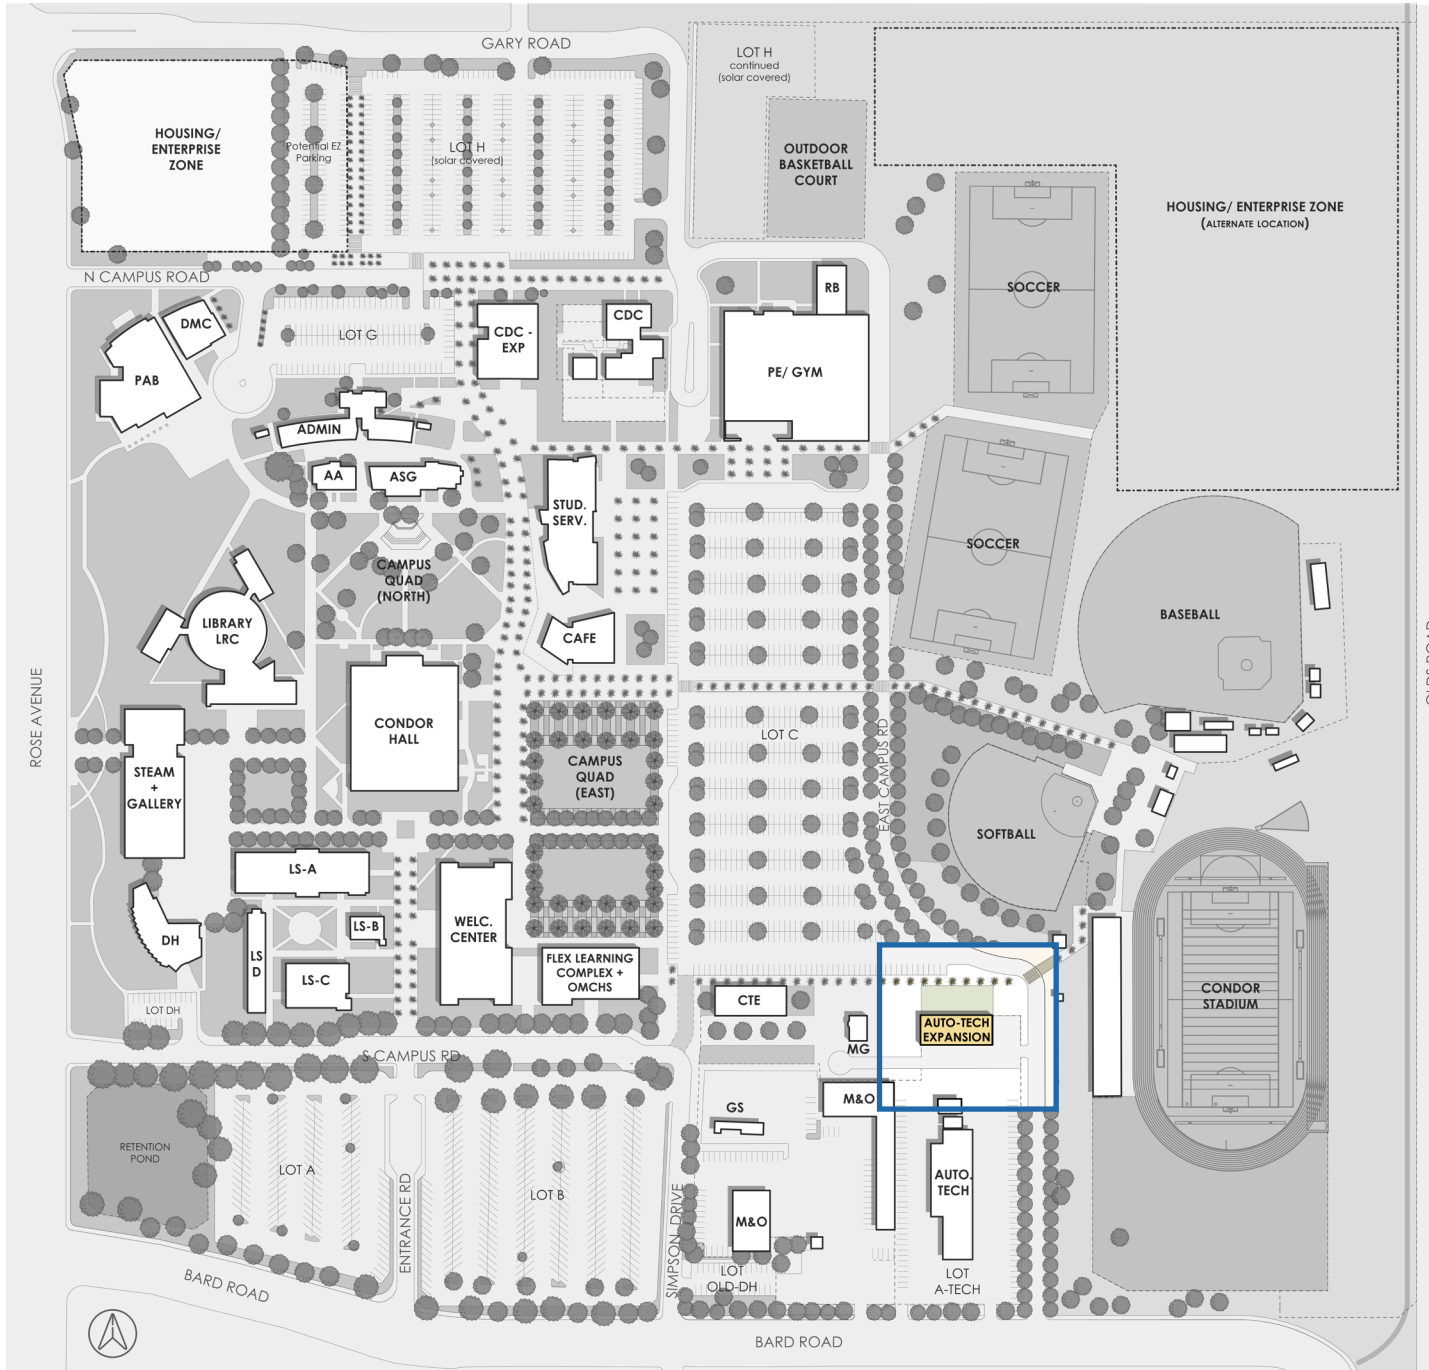 GARY ROAD
LOT H
continued
(solar covered)
HOUSING/
ENTERPRISE
ZONE
Potential EZ
Parking
LOT H
(solar covered)
OUTDOOR
BASKETBALL
COURT
HOUSING/ ENTERPRISE ZONE
(ALTERNATE LOCATION)
N CAMPUS ROAD
RB
SOCCER
DMC
LOT G
CDC -
EXP
CDC
PAB
PE/ GYM
ADMIN
AA
ASG
STUD.
SERV.
SOCCER
CAMPUS
QUAD
(NORTH)
BASEBALL
LIBRARY
LRC
CAFE
ROSE AVENUE
CONDOR
HALL
LOT C
EAST CAMPUS RD
STEAM
+
GALLERY
CAMPUS
QUAD
(EAST)
SOFTBALL
LS-A
WELC.
CENTER
LS-B
DH
LS
D
LS-C
FLEX LEARNING
COMPLEX +
OMCHS
CONDOR
STADIUM
CTE
LOT DH
AUTO-TECH
EXPANSION
MG
S CAMPUS RD
M&O
GS
RETENTION
POND
LOT A
LOT B
AUTO.
TECH
ENTRANCE RD
SIMPSON DRIVE
M&O
LOT
OLD-DH
LOT
A-TECH
BARD ROAD
BARD ROAD